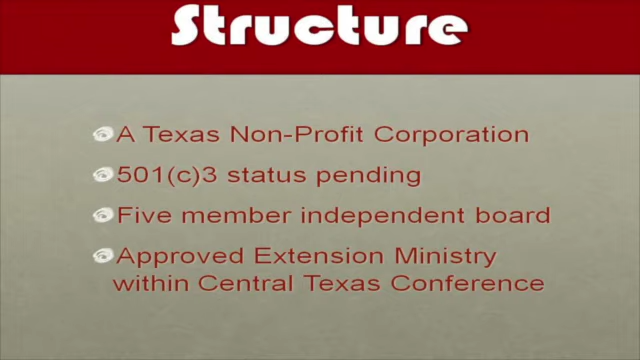 Structure
A Texas Non-Profit Corporation
501(c)3 status pending
Five member independent board
Approved Extension Ministry
within Central Texas Conference